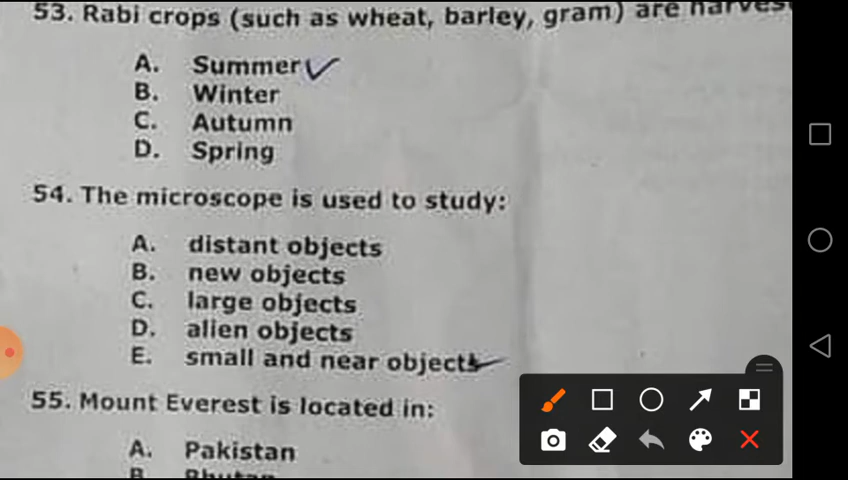 53. Rabi crops (such as wheat, barley, gram) are
A. Summer
B. Winter
C. Autumn
D. Spring
54. The microscope is used to study:
A. distant objects
B. new objects
C. large objects
D. alien objects
E. small and near objects
55. Mount Everest is located in:
A. Pakistan
B. Bhutan